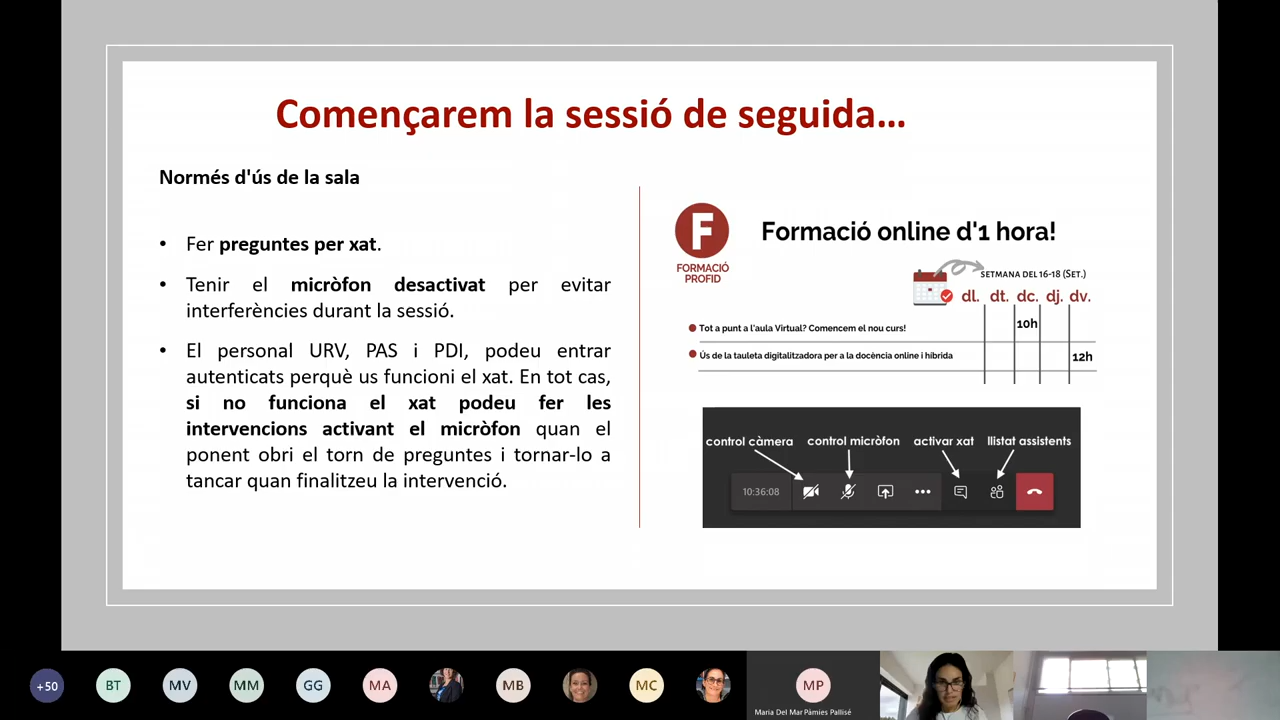 Començarem la sessió de seguida...
Normés d'ús de la sala
• Fer preguntes per xat.
• Tenir el micròfon desactivat per evitar
interferències durant la sessió.
• El personal URV, PAS i PDI, podeu entrar
autenticats perquè us funcioni el xat. En tot cas,
si no funciona el xat podeu fer les
intervencions activant el micròfon quan el
ponent obri el torn de preguntes i tornar-lo a
tancar quan finalitzeu la intervenció.
F
FORMACIÓ
PROFID
Formació online d'1 hora!
SETMANA DEL 16-18 (SET.)
dl. dt. dc. dj. dv.
Tot a punt a l'aula Virtual? Comencem el nou curs!
10h
Ús de la tauleta digitalitzadora per a la docència online i híbrida
12h
control càmera control micròfon activar xat llistat assistents
10:36:08
+50 BT MV MM GG MA MB MC MP
Maria Del Mar Pàmies Pallisé